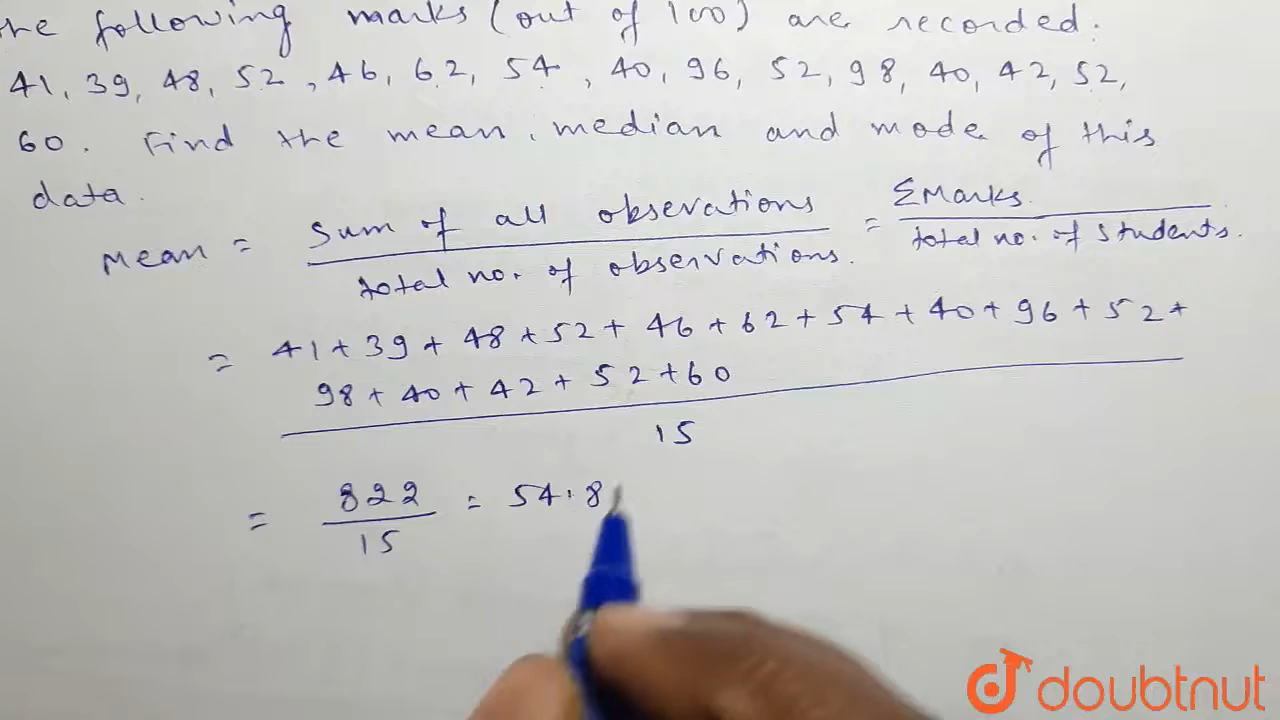 he following marks (out of 100) are recorded.
41, 39, 48, 52, 46, 62, 54, 40, 96, 52, 98, 40, 42, 52,
60. Find the mean, median and mode of this
data.
Mean = Sum of all observations / total no. of observations. = ΣMarks. / total no. of students.
= 41 + 39 + 48 + 52 + 46 + 62 + 54 + 40 + 96 + 52 +
98 + 40 + 42 + 52 + 60
15
= 822 / 15 = 54.8
doubtnut